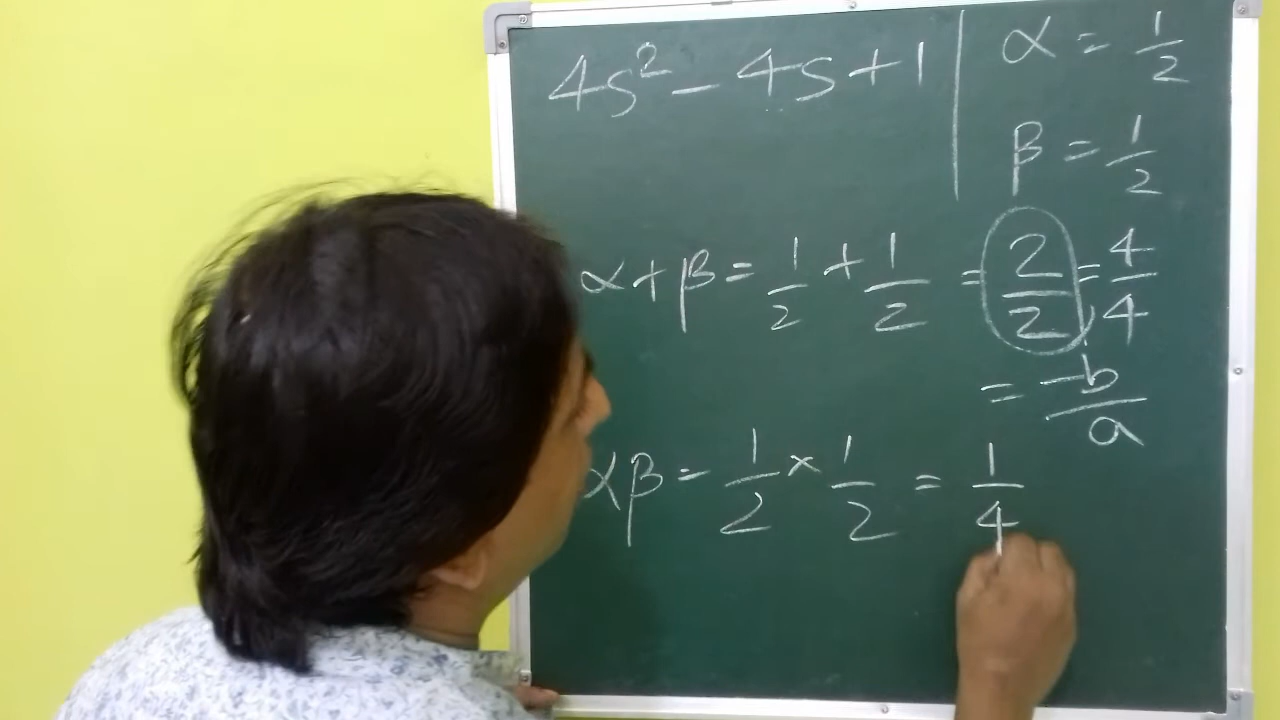 4s² - 4s + 1
α = 1/2
β = 1/2
α + β = 1/2 + 1/2 = 2/2 = 4/4
= -b/a
αβ = 1/2 × 1/2 = 1/4